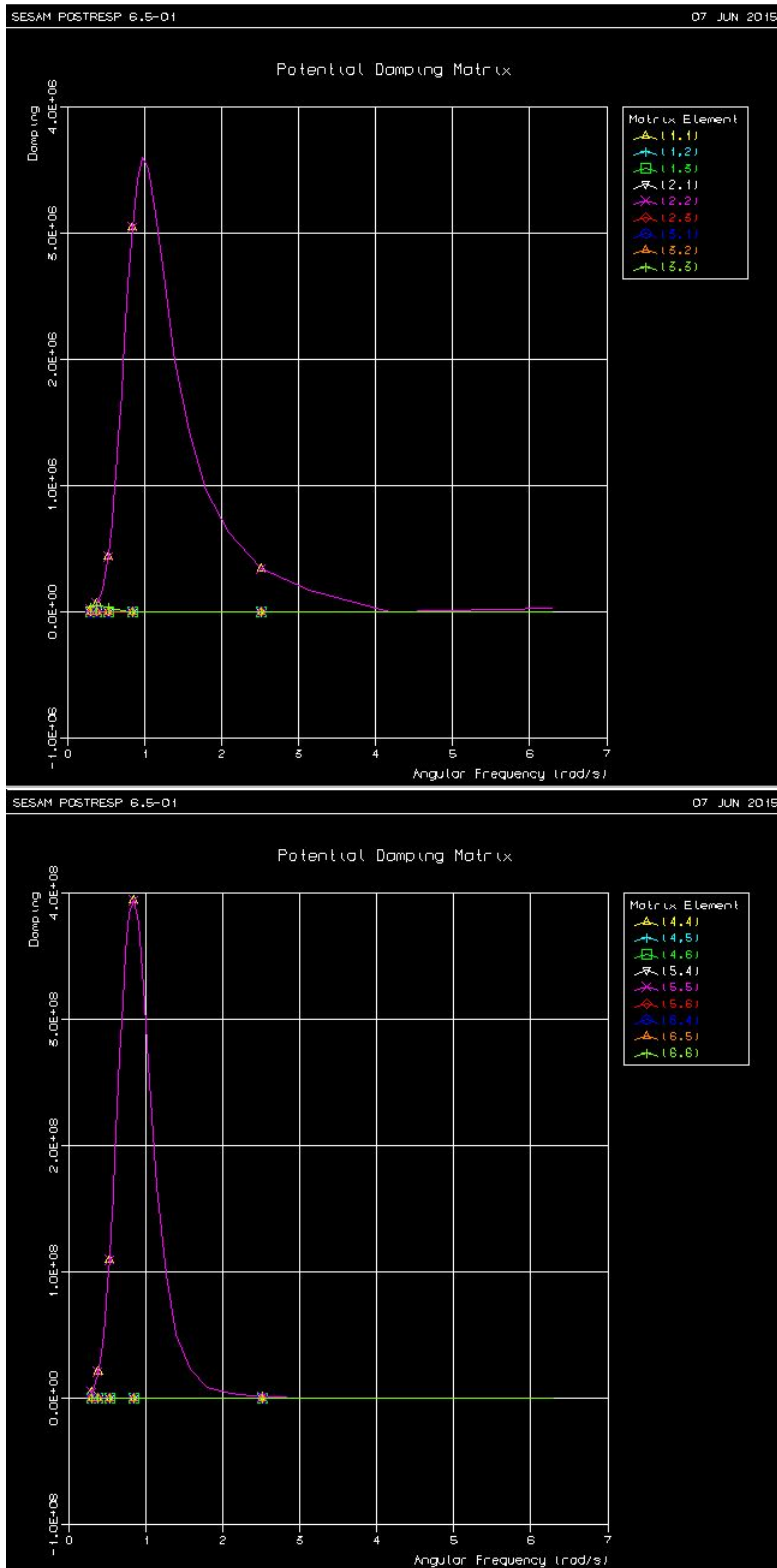 SESAM POSTRESP 6.5-01 07 JUN 2015
Potential Damping Matrix
Damping
4.0E+06
3.0E+06
2.0E+06
1.0E+06
0.0E+00
-1.0E+06
0 1 2 3 4 5 6 7
Angular Frequency (rad/s)
Matrix Element
(1.1)
(1,2)
(1.3)
(2.1)
(2.2)
(2.3)
(3.1)
(3.2)
(3.3)
SESAM POSTRESP 6.5-01 07 JUN 2015
Potential Damping Matrix
Damping
4.0E+08
3.0E+08
2.0E+08
1.0E+08
0.0E+00
-1.0E+08
0 1 2 3 4 5 6 7
Angular Frequency (rad/s)
Matrix Element
(4.4)
(4,5)
(4.6)
(5.4)
(5.5)
(5.6)
(6.4)
(6.5)
(6.6)